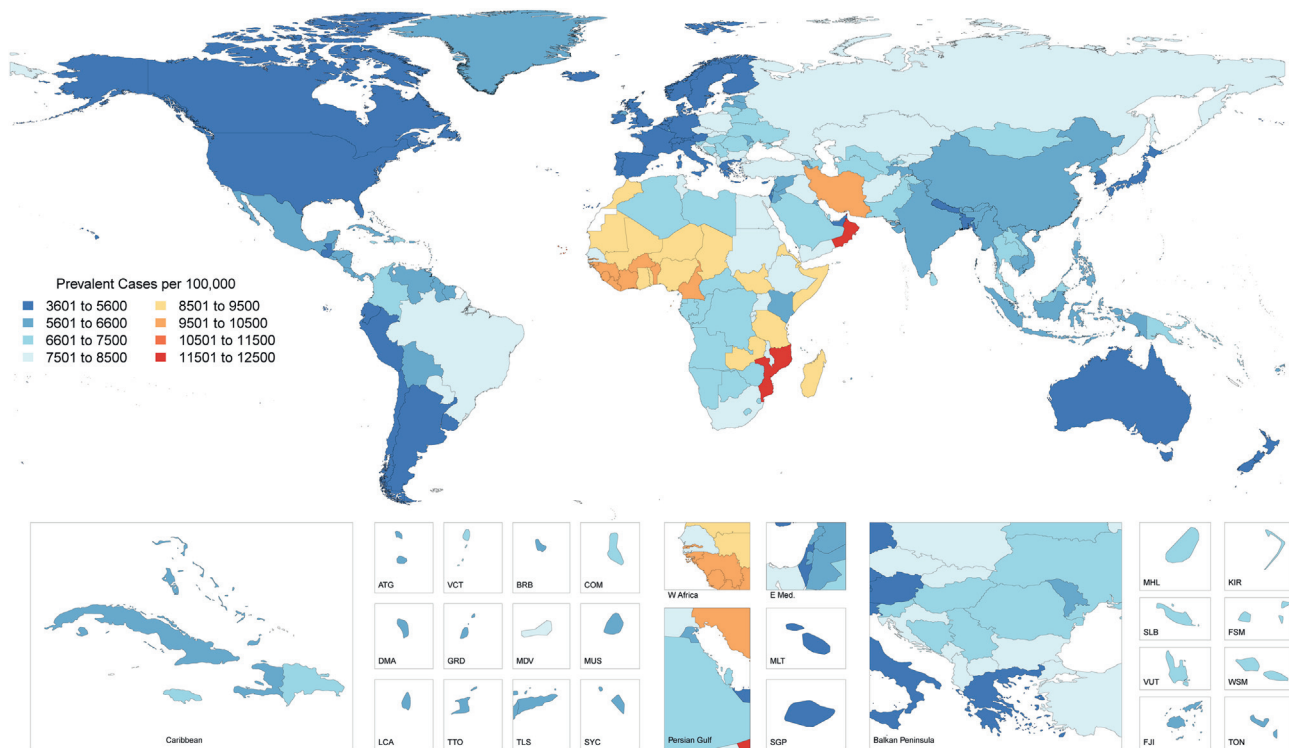 Prevalent Cases per 100,000
3601 to 5600
8501 to 9500
5601 to 6600
9501 to 10500
6601 to 7500
10501 to 11500
7501 to 8500
11501 to 12500
Caribbean
ATG
VCT
BRB
COM
DMA
GRD
MDV
MUS
LCA
TTO
TLS
SYC
W Africa
E Med.
Persian Gulf
MLT
SGP
Balkan Peninsula
MHL
KIR
SLB
FSM
VUT
WSM
FJI
TON